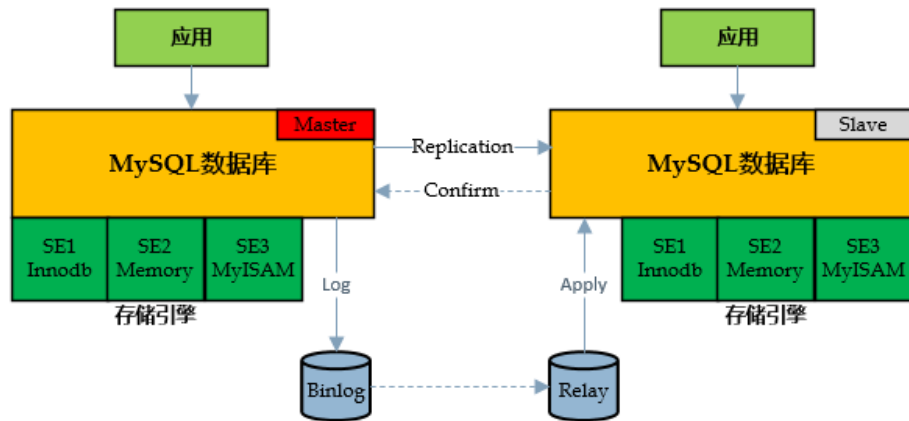 应用
应用
Master
Slave
MySQL数据库
Replication
MySQL数据库
Confirm
SE1
Innodb
SE2
Memory
SE3
MyISAM
存储引擎
Log
Apply
SE1
Innodb
SE2
Memory
SE3
MyISAM
存储引擎
Binlog
Relay